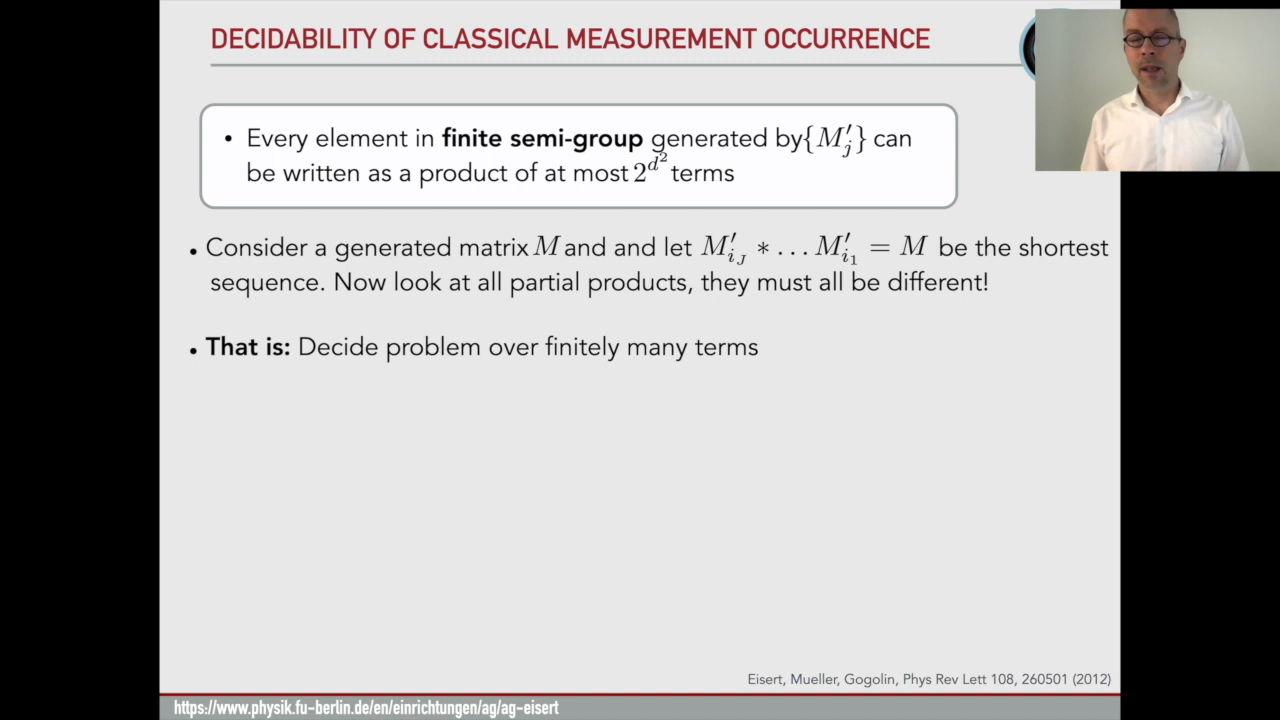 DECIDABILITY OF CLASSICAL MEASUREMENT OCCURRENCE
• Every element in finite semi-group generated by {M′_j} can
be written as a product of at most 2^{d^2} terms
• Consider a generated matrix M and and let M′_{i_J} ∗ … M′_{i_1} = M be the shortest
sequence. Now look at all partial products, they must all be different!
• That is: Decide problem over finitely many terms
Eisert, Mueller, Gogolin, Phys Rev Lett 108, 260501 (2012)
https://www.physik.fu-berlin.de/en/einrichtungen/ag/ag-eisert